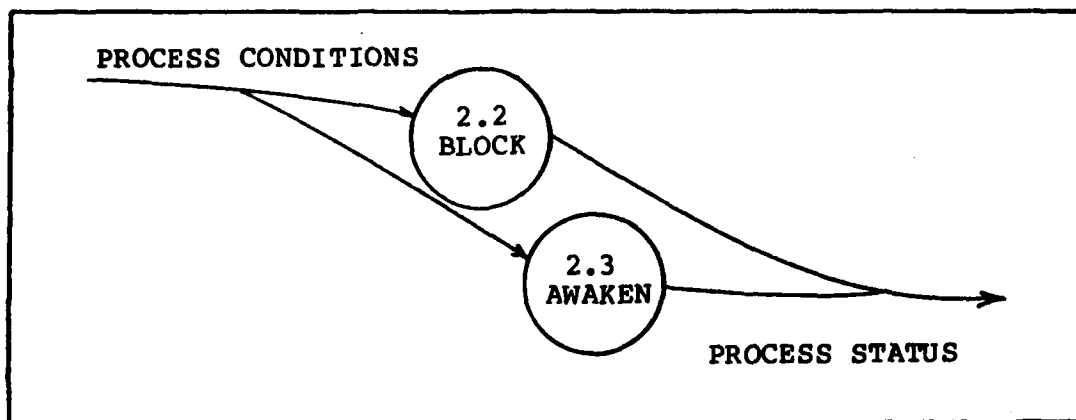 PROCESS CONDITIONS
2.2
BLOCK
2.3
AWAKEN
PROCESS STATUS